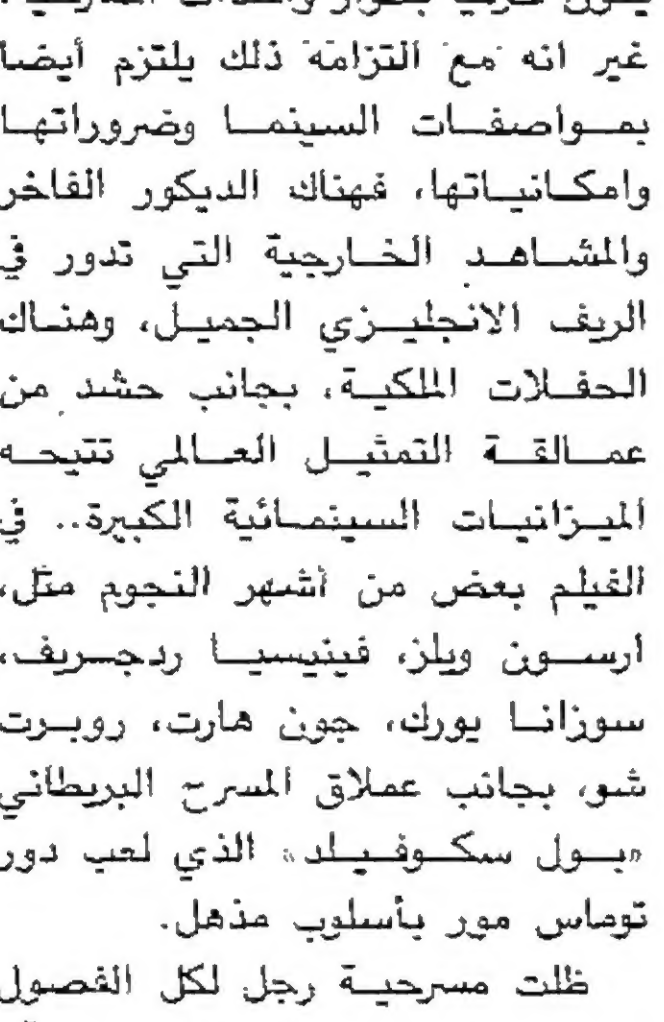 غير انه مع التزامه ذلك يلتزم أيضا
بمواصفات السينما وضروراتها
وامكانياتها، فهناك الديكور الفاخر
والمشاهد الخارجية التي تدور في
الريف الانجليزي الجميل، وهناك
الحفلات الملكية، بجانب حشد من
عمالقة التمثيل العالمي تتيحه
الميزانيات السينمائية الكبيرة.. في
الفيلم بعض من أشهر النجوم مثل،
ارسون ويلز، فينيسيا ردجريف،
سوزانا يورك، جون هارت، روبرت
شو، بجانب عملاق المسرح البريطاني
«بول سكوفيلد» الذي لعب دور
توماس مور بأسلوب مذهل.
ظلت مسرحية رجل لكل الفصول